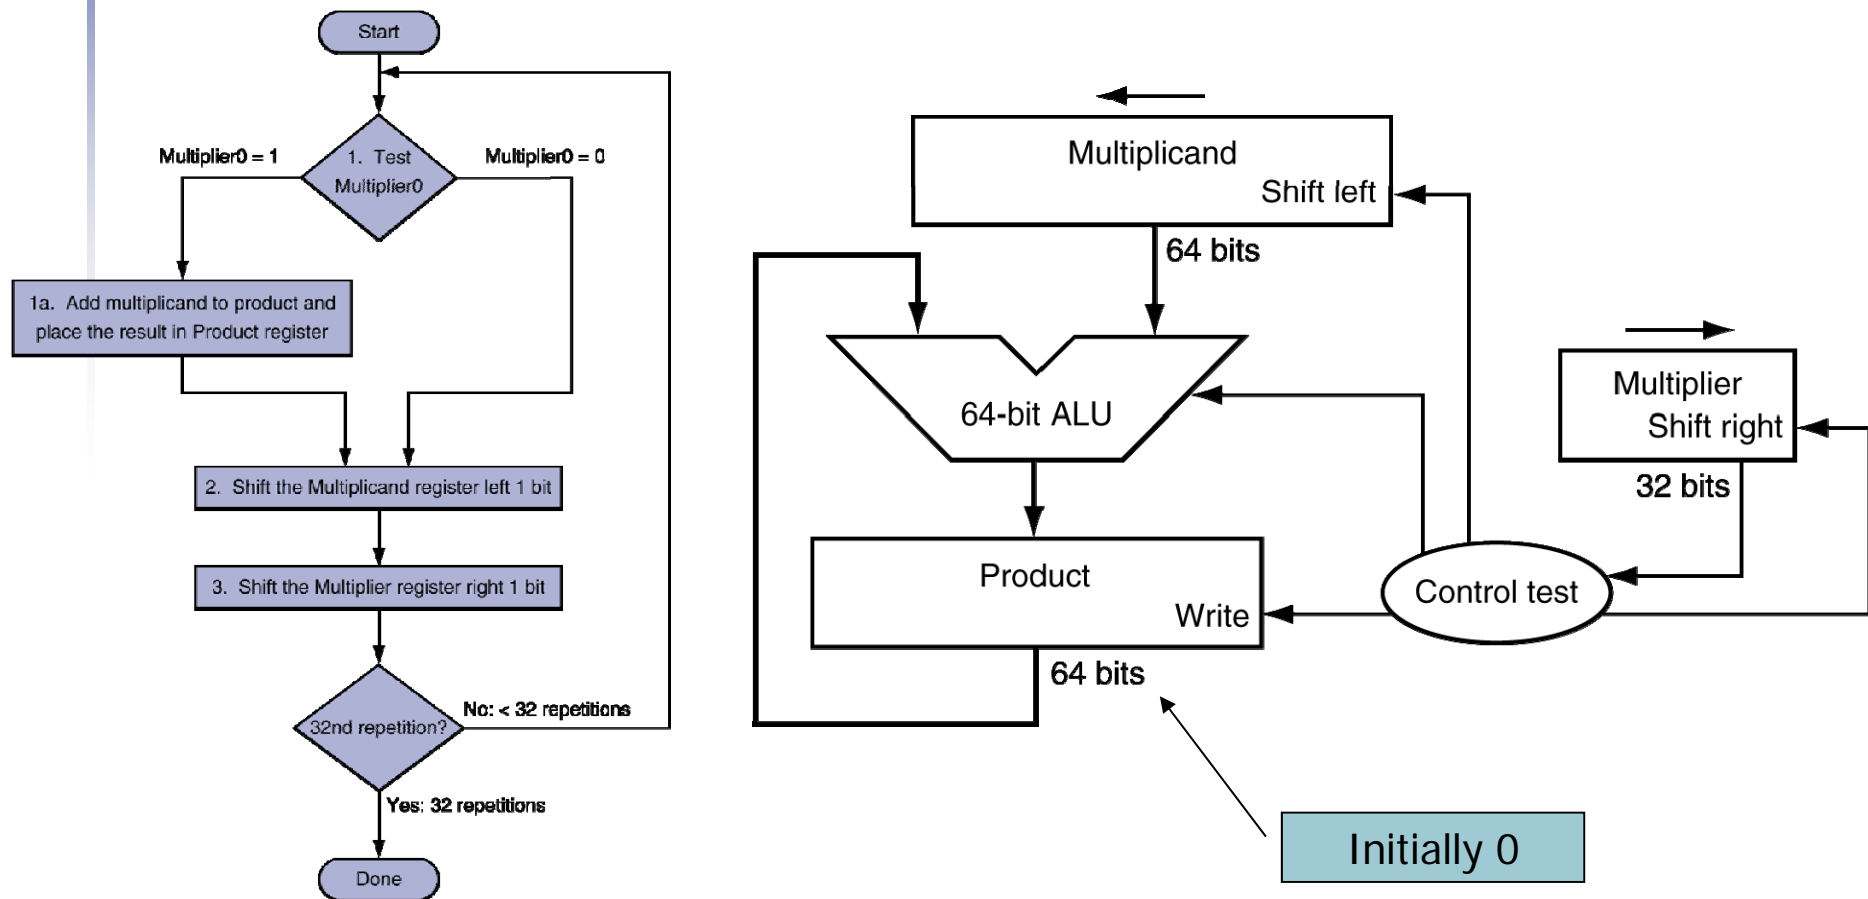 Start
Multiplier0 = 1
1. Test
Multiplier0
Multiplier0 = 0
1a. Add multiplicand to product and
place the result in Product register
2. Shift the Multiplicand register left 1 bit
3. Shift the Multiplier register right 1 bit
32nd repetition?
No: < 32 repetitions
Yes: 32 repetitions
Done
Multiplicand
Shift left
64 bits
64-bit ALU
Multiplier
Shift right
32 bits
Product
Write
Control test
64 bits
Initially 0